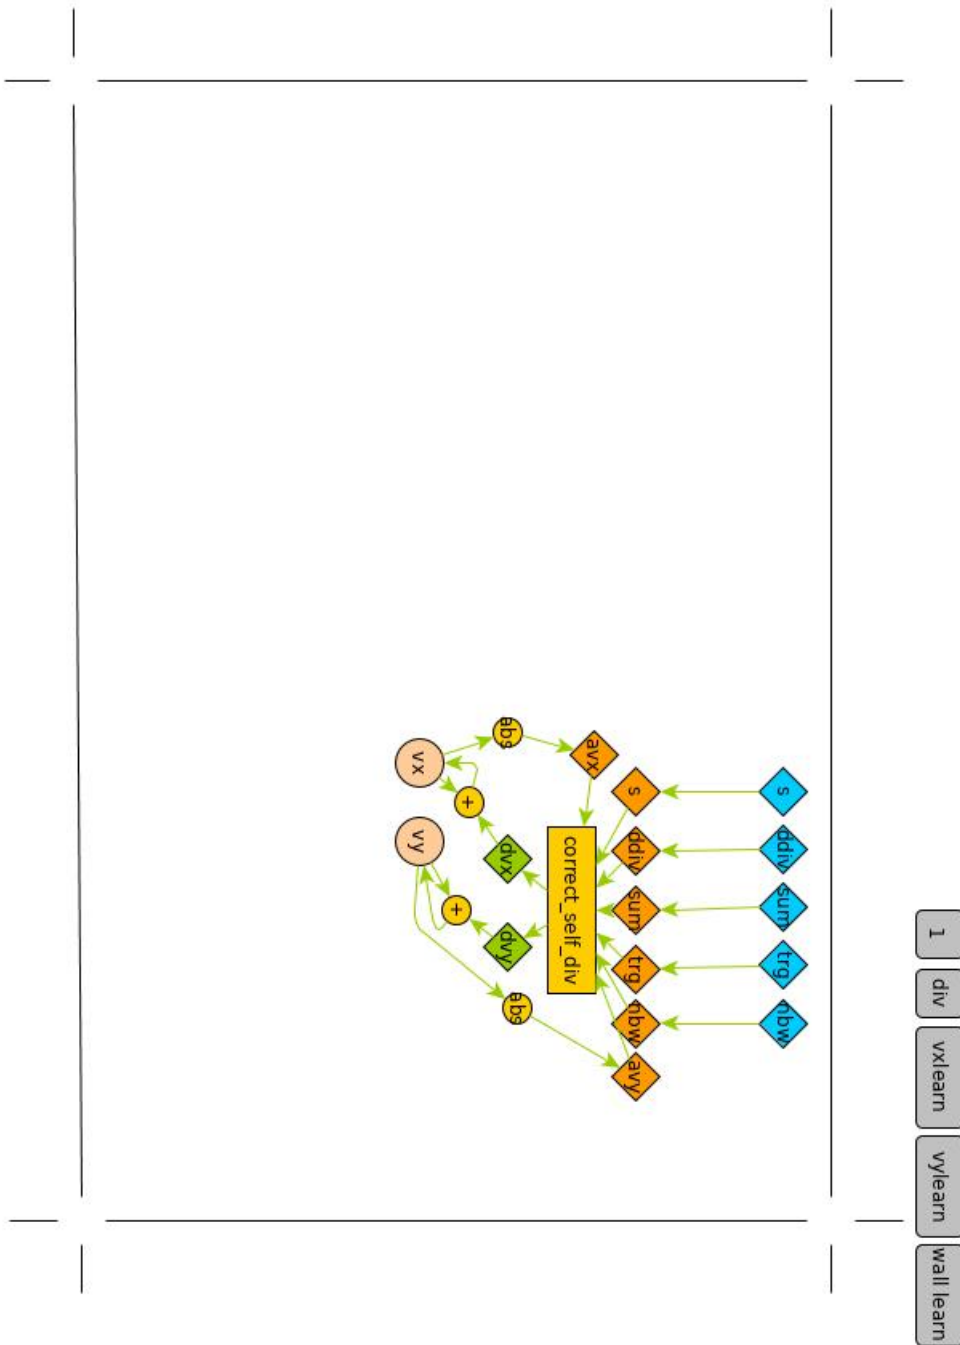 1
div
vxlearn
vylearn
wall learn
s
ddiv
sum
trg
nbw
s
ddiv
sum
trg
nbw
avy
avx
correct_self_div
abs
dvx
dvy
abs
+
+
vx
vy